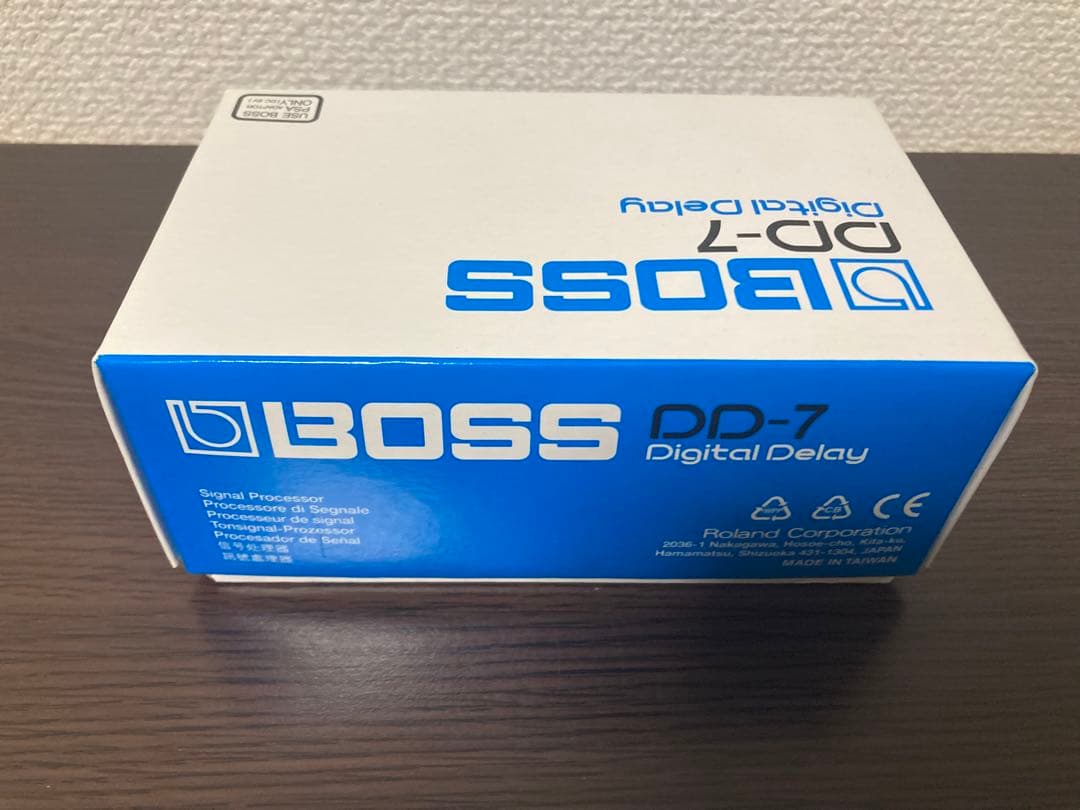 USE BOSS
PSA ADAPTOR
ONLY (DC 9V)
BOSS
DD-7
Digital Delay
BOSS
DD-7
Digital Delay
Signal Processor
Processore di Segnale
Processeur de signal
Tonsignal-Prozessor
Procesador de Señal
信号处理器
訊號處理器
Roland Corporation
2036-1 Nakagawa, Hosoe-cho, Kita-ku,
Hamamatsu, Shizuoka 431-1304, JAPAN
MADE IN TAIWAN
CE